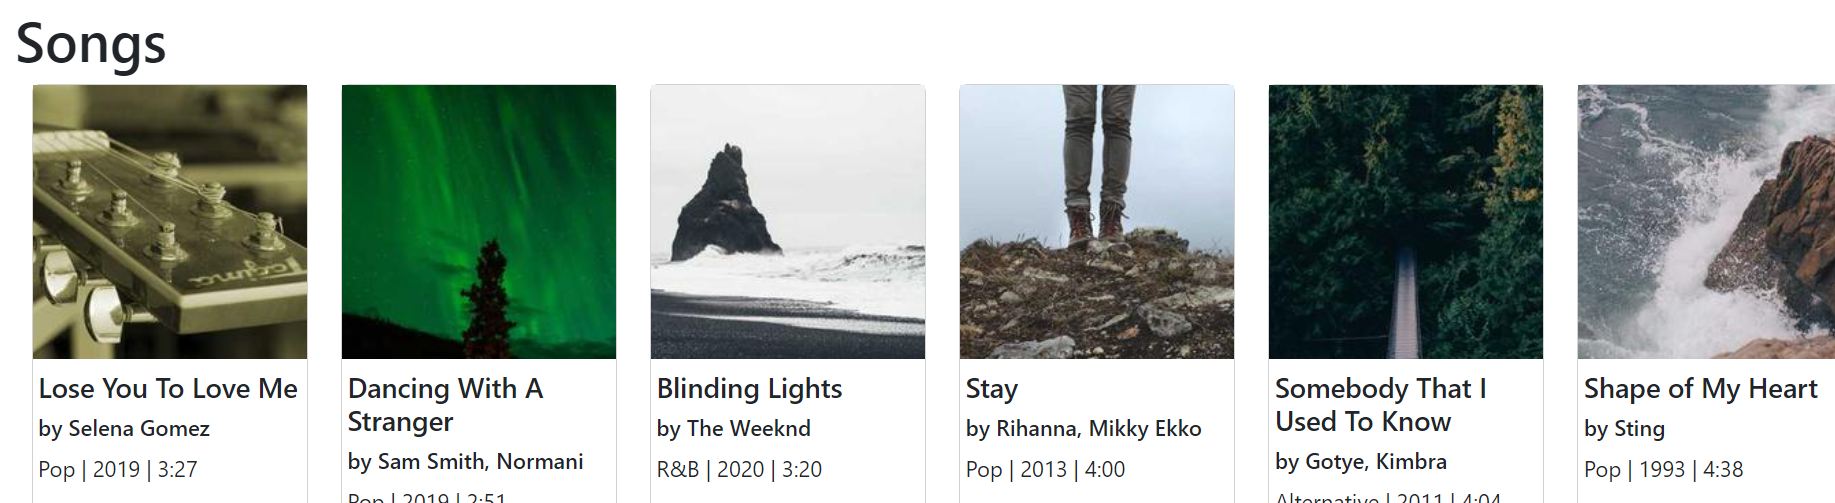 Songs
Lose You To Love Me
by Selena Gomez
Pop | 2019 | 3:27
Dancing With A
Stranger
by Sam Smith, Normani
Pop | 2019 | 2:51
Blinding Lights
by The Weeknd
R&B | 2020 | 3:20
Stay
by Rihanna, Mikky Ekko
Pop | 2013 | 4:00
Somebody That I
Used To Know
by Gotye, Kimbra
Alternative | 2011 | 4:04
Shape of My Heart
by Sting
Pop | 1993 | 4:38